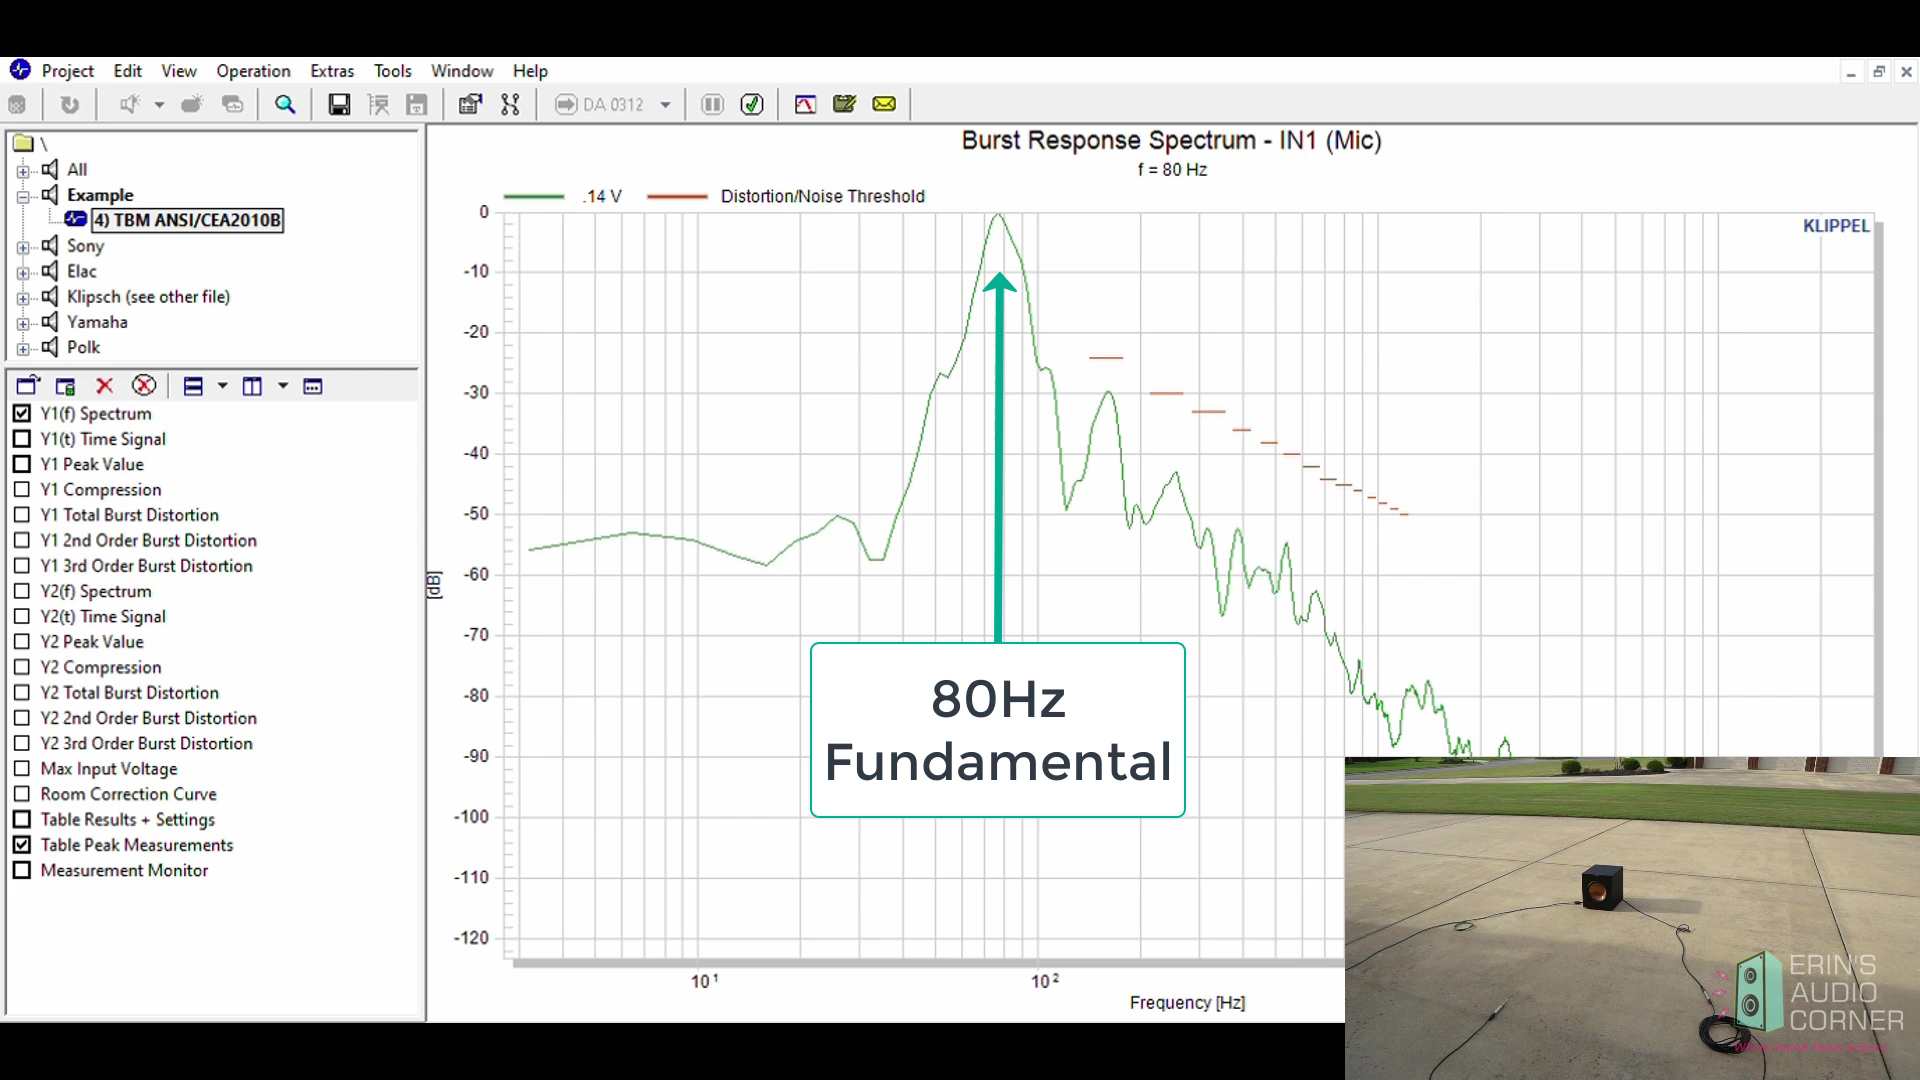 Project Edit View Operation Extras Tools Window Help
DA 0312
\
All
Example
4) TBM ANSI/CEA2010B
Sony
Elac
Klipsch (see other file)
Yamaha
Polk
Y1(f) Spectrum
Y1(t) Time Signal
Y1 Peak Value
Y1 Compression
Y1 Total Burst Distortion
Y1 2nd Order Burst Distortion
Y1 3rd Order Burst Distortion
Y2(f) Spectrum
Y2(t) Time Signal
Y2 Peak Value
Y2 Compression
Y2 Total Burst Distortion
Y2 2nd Order Burst Distortion
Y2 3rd Order Burst Distortion
Max Input Voltage
Room Correction Curve
Table Results + Settings
Table Peak Measurements
Measurement Monitor
Burst Response Spectrum - IN1 (Mic)
f = 80 Hz
.14 V Distortion/Noise Threshold
KLIPPEL
0
-10
-20
-30
-40
-50
-60
-70
-80
-90
-100
-110
-120
[dB]
10¹ 10²
Frequency [Hz]
80Hz
Fundamental
ERIN'S
AUDIO
CORNER